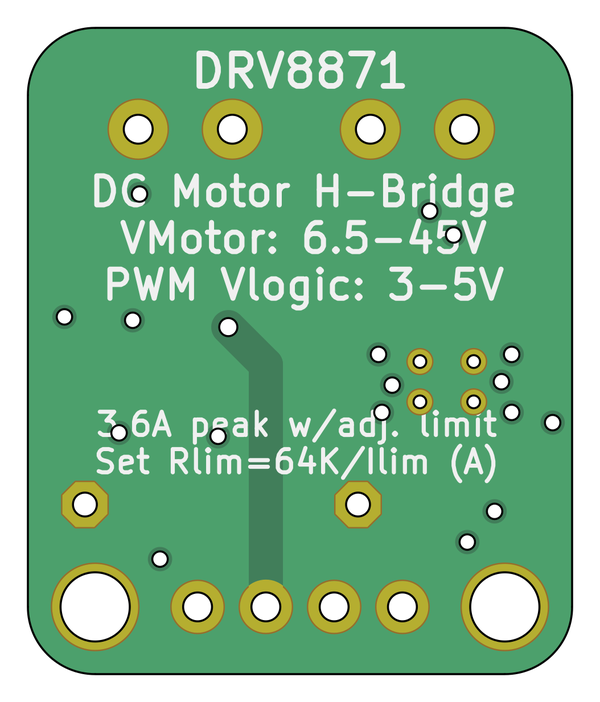 DRV8871
DC Motor H-Bridge
VMotor: 6.5-45V
PWM Vlogic: 3-5V
3.6A peak w/adj. limit
Set Rlim=64K/Ilim (A)